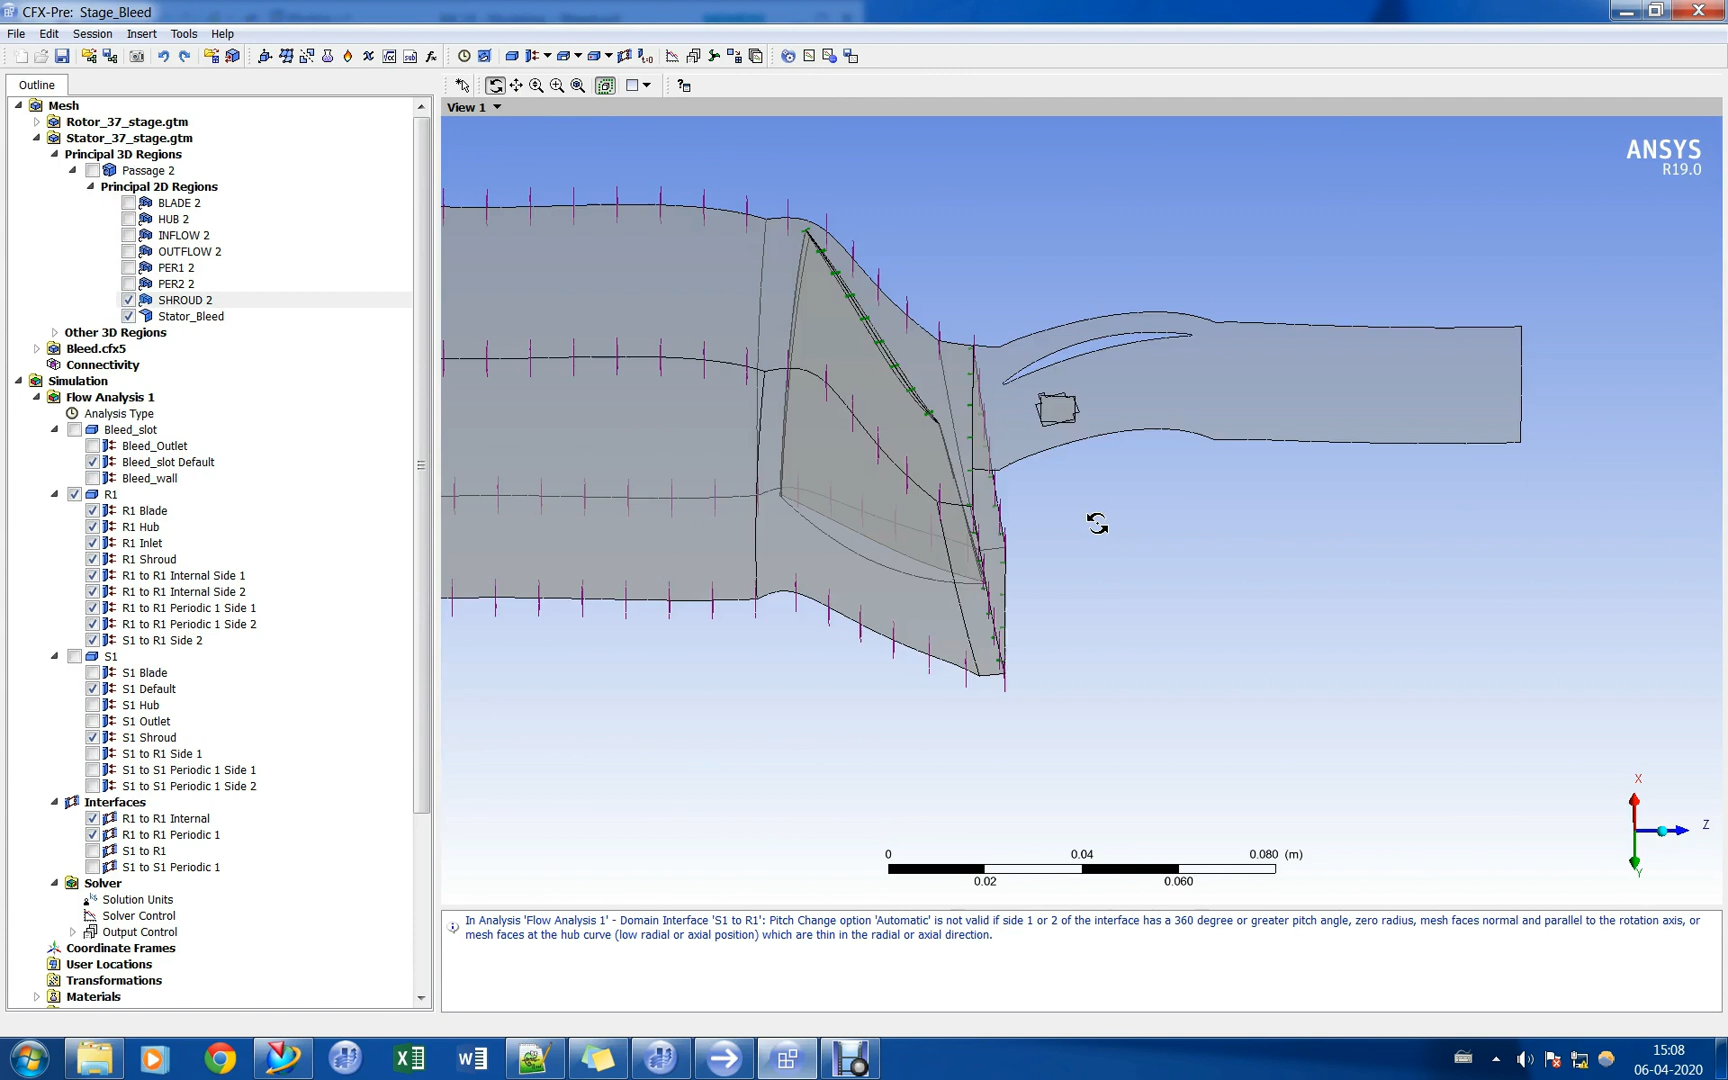 CFX-Pre: Stage_Bleed
File Edit Session Insert Tools Help
Outline
View 1
Mesh
Rotor_37_stage.gtm
Stator_37_stage.gtm
Principal 3D Regions
Passage 2
Principal 2D Regions
BLADE 2
HUB 2
INFLOW 2
OUTFLOW 2
PER1 2
PER2 2
SHROUD 2
Stator_Bleed
Other 3D Regions
Bleed.cfx5
Connectivity
Simulation
Flow Analysis 1
Analysis Type
Bleed_slot
Bleed_Outlet
Bleed_slot Default
Bleed_wall
R1
R1 Blade
R1 Hub
R1 Inlet
R1 Shroud
R1 to R1 Internal Side 1
R1 to R1 Internal Side 2
R1 to R1 Periodic 1 Side 1
R1 to R1 Periodic 1 Side 2
S1 to R1 Side 2
S1
S1 Blade
S1 Default
S1 Hub
S1 Outlet
S1 Shroud
S1 to R1 Side 1
S1 to S1 Periodic 1 Side 1
S1 to S1 Periodic 1 Side 2
Interfaces
R1 to R1 Internal
R1 to R1 Periodic 1
S1 to R1
S1 to S1 Periodic 1
Solver
Solution Units
Solver Control
Output Control
Coordinate Frames
User Locations
Transformations
Materials
ANSYS
R19.0
X
Z
Y
0 0.04 0.080 (m)
0.02 0.060
In Analysis 'Flow Analysis 1' - Domain Interface 'S1 to R1': Pitch Change option 'Automatic' is not valid if side 1 or 2 of the interface has a 360 degree or greater pitch angle, zero radius, mesh faces normal and parallel to the rotation axis, or
mesh faces at the hub curve (low radial or axial position) which are thin in the radial or axial direction.
15:08
06-04-2020